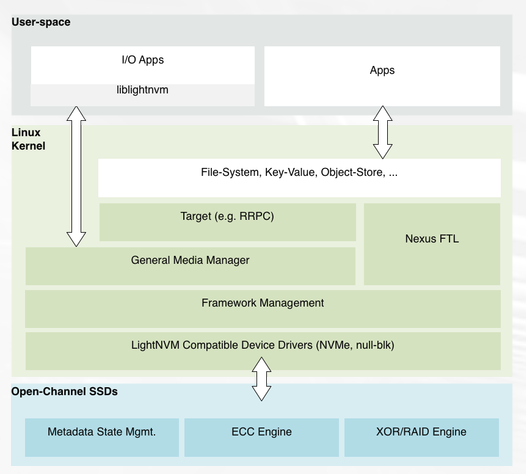 User-space
I/O Apps
liblightnvm
Apps
Linux
Kernel
File-System, Key-Value, Object-Store, ...
Target (e.g. RRPC)
Nexus FTL
General Media Manager
Framework Management
LightNVM Compatible Device Drivers (NVMe, null-blk)
Open-Channel SSDs
Metadata State Mgmt.
ECC Engine
XOR/RAID Engine